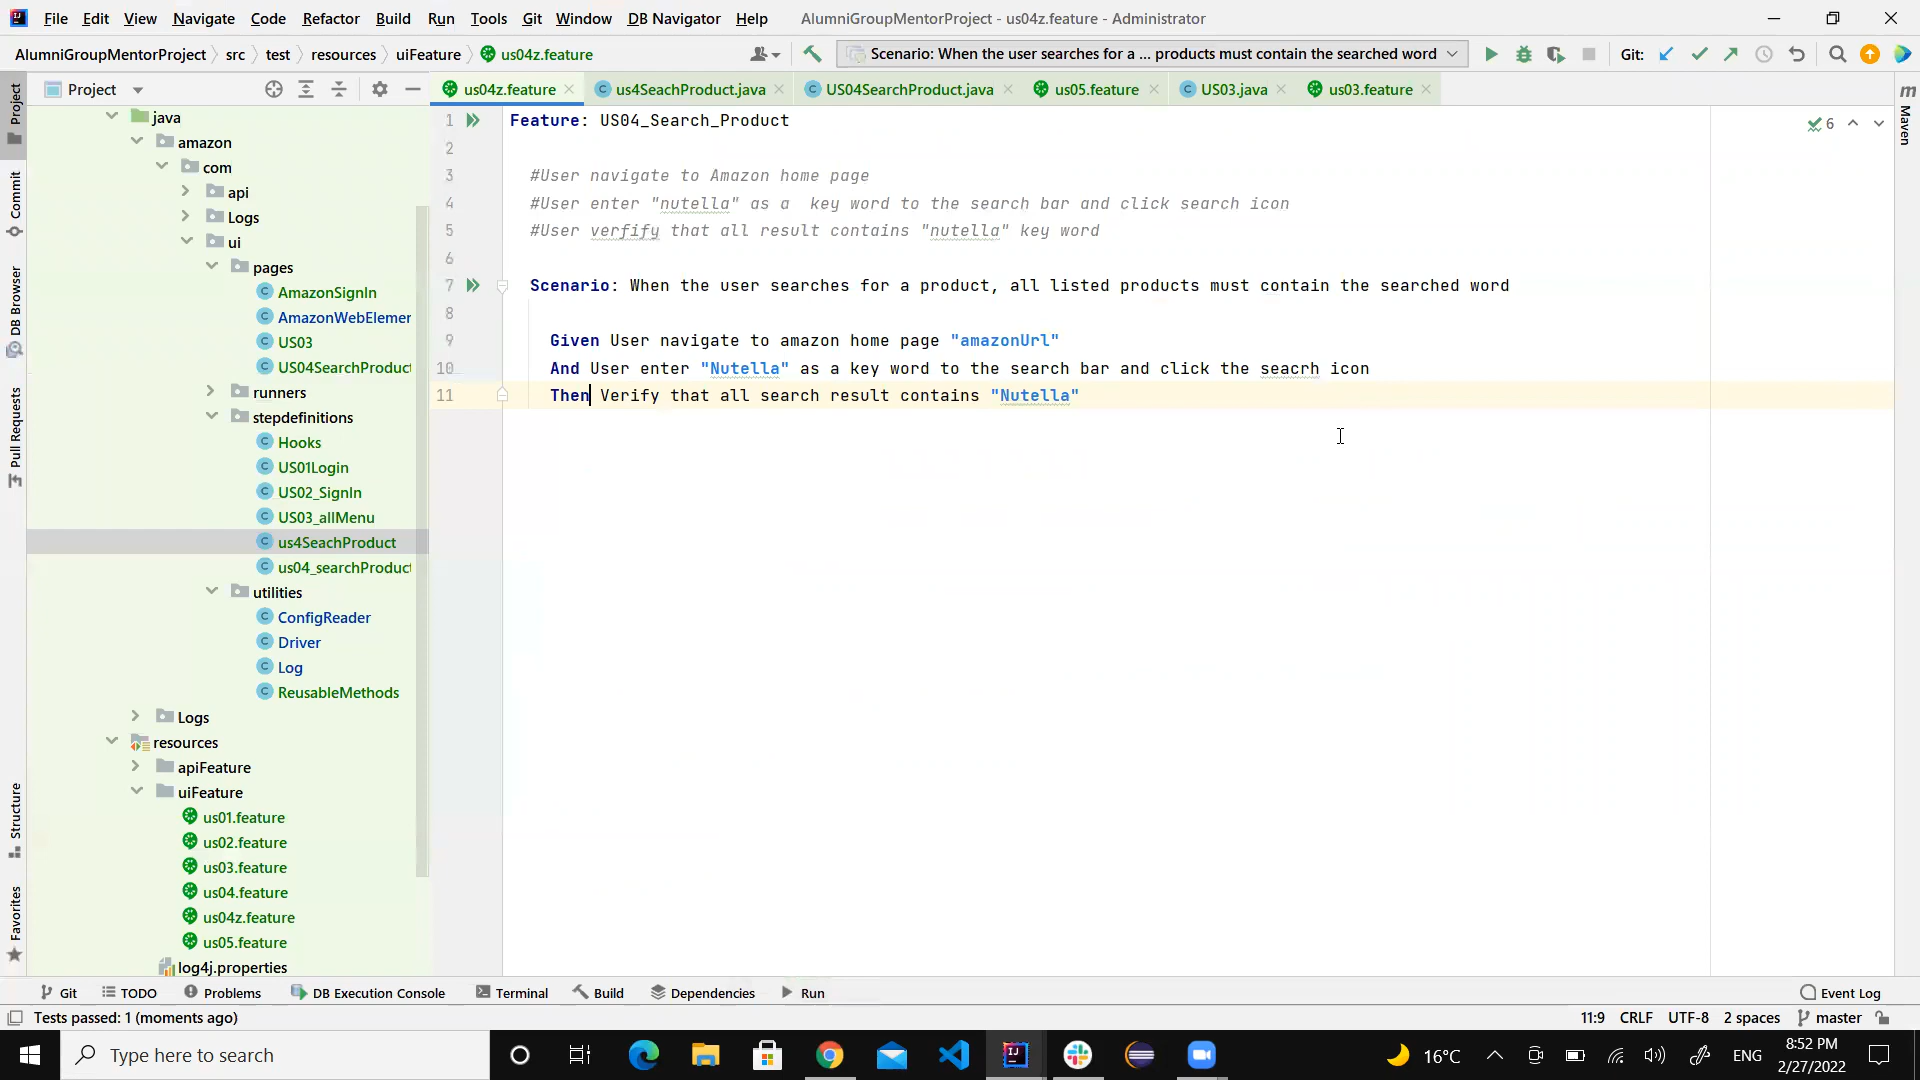 File Edit View Navigate Code Refactor Build Run Tools Git Window DB Navigator Help AlumniGroupMentorProject - us04z.feature - Administrator
AlumniGroupMentorProject src test resources uiFeature us04z.feature Scenario: When the user searches for a ... products must contain the searched word Git:
Project us04z.feature us4SeachProduct.java US04SearchProduct.java us05.feature US03.java us03.feature
java
amazon
com
api
Logs
ui
pages
AmazonSignIn
AmazonWebElemer
US03
US04SearchProduct
runners
stepdefinitions
Hooks
US01Login
US02_SignIn
US03_allMenu
us4SeachProduct
us04_searchProduct
utilities
ConfigReader
Driver
Log
ReusableMethods
Logs
resources
apiFeature
uiFeature
us01.feature
us02.feature
us03.feature
us04.feature
us04z.feature
us05.feature
log4j.properties
1 Feature: US04_Search_Product
2
3 #User navigate to Amazon home page
4 #User enter "nutella" as a  key word to the search bar and click search icon
5 #User verfify that all result contains "nutella" key word
6
7 Scenario: When the user searches for a product, all listed products must contain the searched word
8
9 Given User navigate to amazon home page "amazonUrl"
10 And User enter "Nutella" as a key word to the search bar and click the seacrh icon
11 Then Verify that all search result contains "Nutella"
6
Project
Commit
DB Browser
Pull Requests
Structure
Favorites
m
Maven
Git TODO Problems DB Execution Console Terminal Build Dependencies Run Event Log
Tests passed: 1 (moments ago) 11:9 CRLF UTF-8 2 spaces master
Type here to search 16°C ENG 8:52 PM
2/27/2022